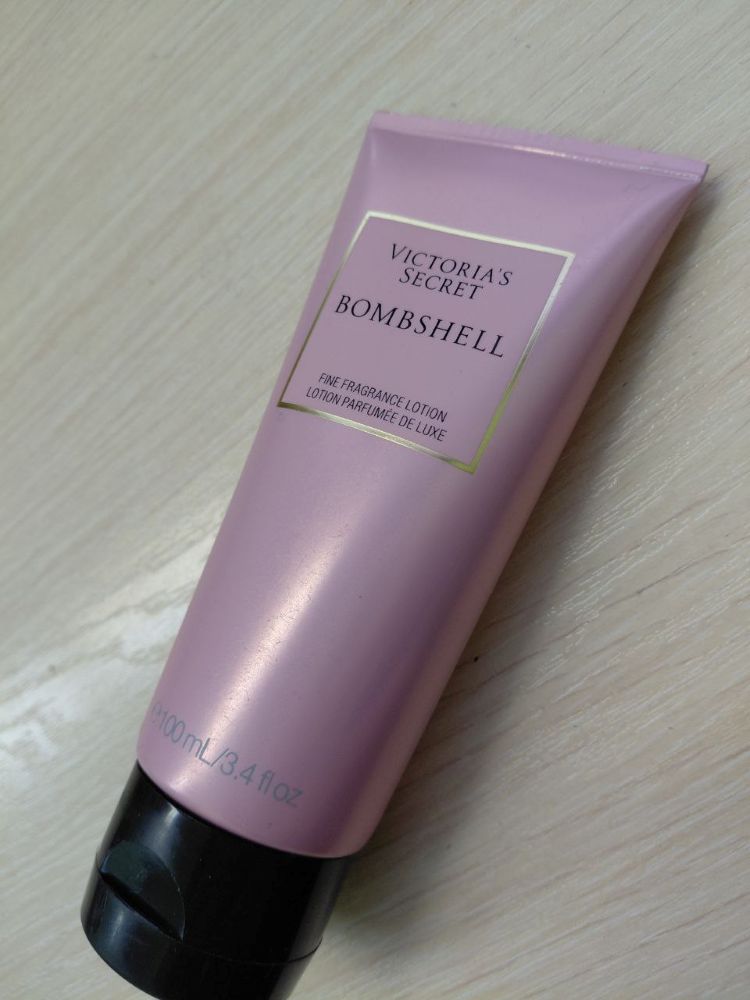 VICTORIA'S
SECRET
BOMBSHELL
FINE FRAGRANCE LOTION
LOTION PARFUMÉE DE LUXE
℮100 mL/3.4 fl oz